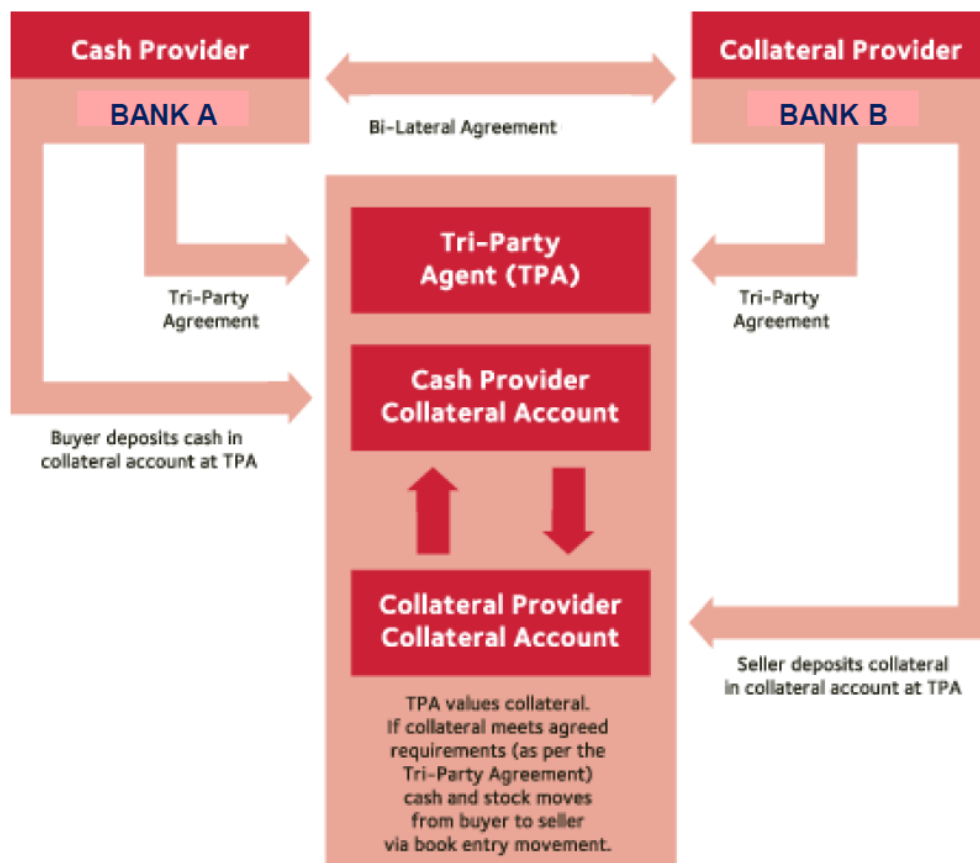 Cash Provider
BANK A
Collateral Provider
BANK B
Bi-Lateral Agreement
Tri-Party
Agent (TPA)
Tri-Party
Agreement
Tri-Party
Agreement
Cash Provider
Collateral Account
Buyer deposits cash in
collateral account at TPA
Collateral Provider
Collateral Account
Seller deposits collateral
in collateral account at TPA
TPA values collateral.
If collateral meets agreed
requirements (as per the
Tri-Party Agreement)
cash and stock moves
from buyer to seller
via book entry movement.